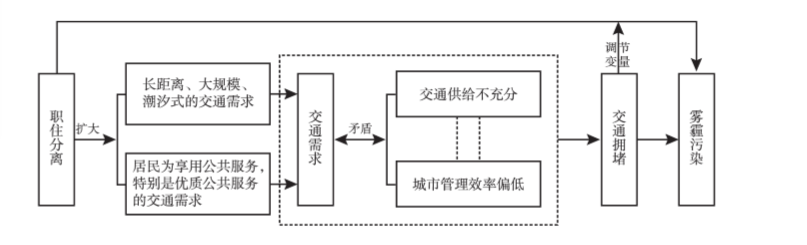 调节
变量
长距离、大规模、
潮汐式的交通需求
交通供给不充分
职住分离
扩大
交通需求
矛盾
交通拥堵
雾霾污染
居民为享用公共服务，
特别是优质公共服务
的交通需求
城市管理效率偏低